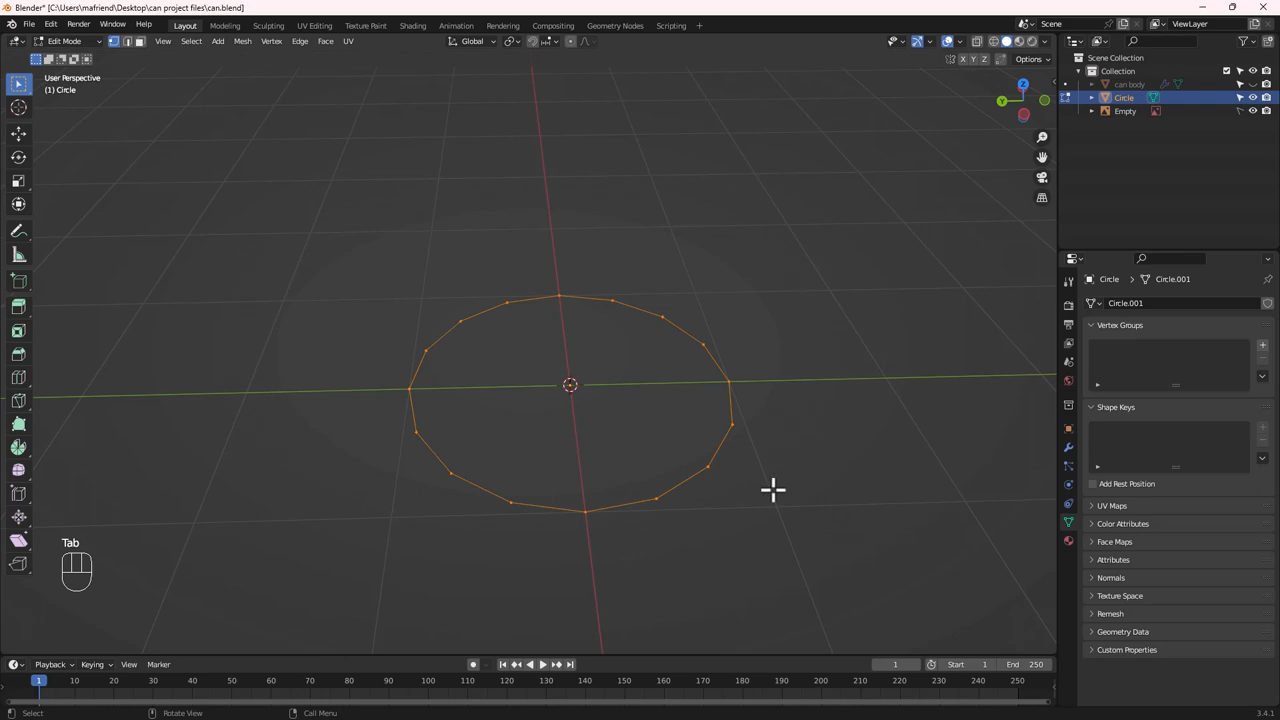 Blender* [C:\Users\mafriend\Desktop\can project files\can.blend]
File Edit Render Window Help Layout Modeling Sculpting UV Editing Texture Paint Shading Animation Rendering Compositing Geometry Nodes Scripting + Scene ViewLayer
Edit Mode View Select Add Mesh Vertex Edge Face UV Global
X Y Z Options
User Perspective
(1) Circle
Z
Y
Scene Collection
Collection
can body
Circle
Empty
Circle > Circle.001
Circle.001
Vertex Groups
Shape Keys
Add Rest Position
UV Maps
Color Attributes
Face Maps
Attributes
Normals
Texture Space
Remesh
Geometry Data
Custom Properties
Tab
Playback Keying View Marker 1 Start 1 End 250
1 10 20 30 40 50 60 70 80 90 100 110 120 130 140 150 160 170 180 190 200 210 220 230 240 250
Select Rotate View Call Menu 3.4.1